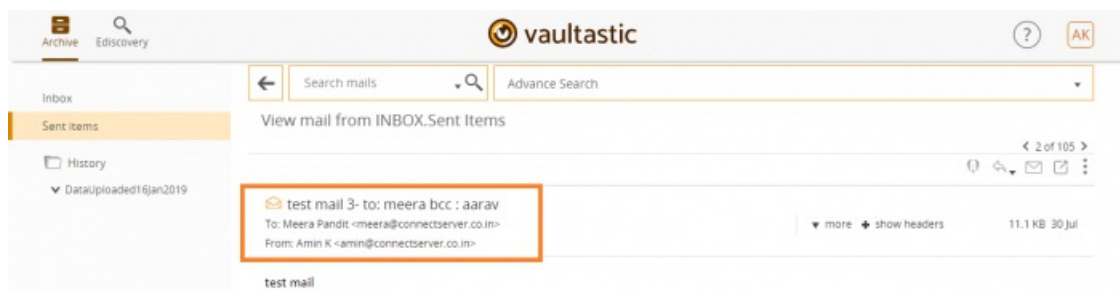 Archive
Ediscovery
vaultastic
?
AK
Search mails
Advance Search
Inbox
Sent Items
View mail from INBOX.Sent Items
2 of 105
History
DataUploaded16Jan2019
test mail 3- to: meera bcc : aarav
To: Meera Pandit <meera@connectserver.co.in>
more show headers
11.1 KB 30 Jul
From: Amin K <amin@connectserver.co.in>
test mail